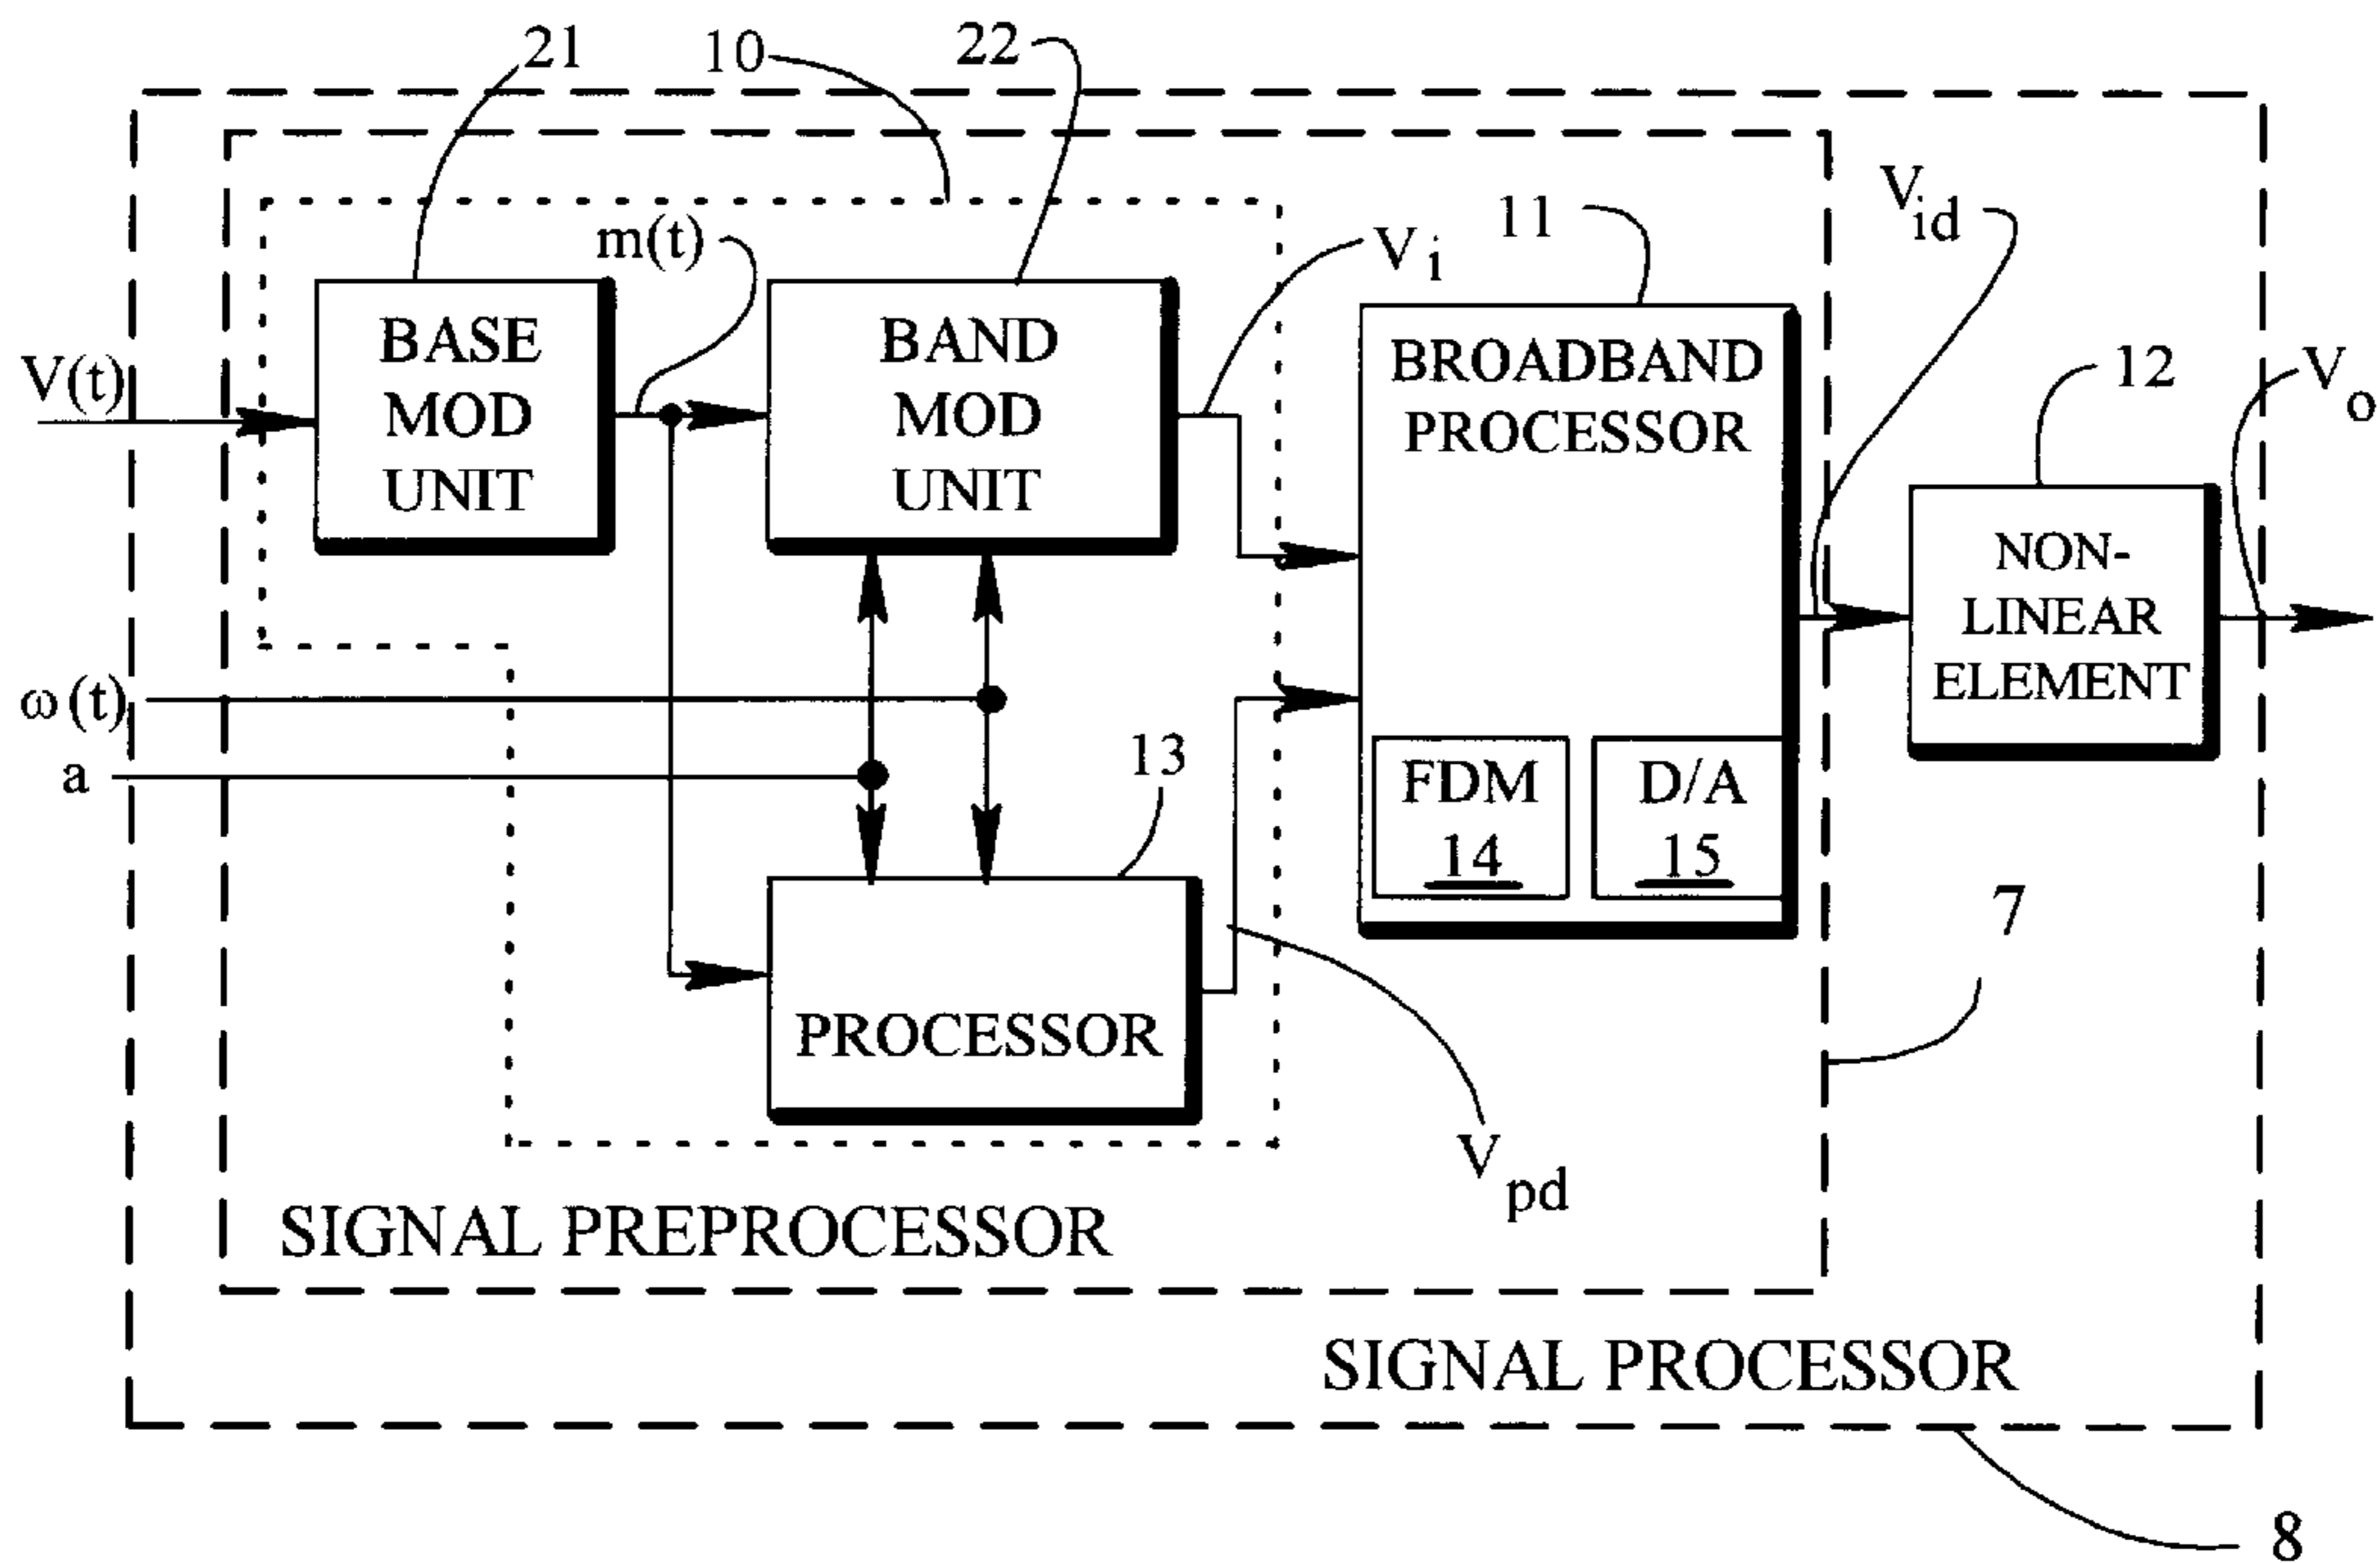 21
10
22
V(t)
BASE
MOD
UNIT
m(t)
BAND
MOD
UNIT
V i
11
BROADBAND
PROCESSOR
FDM
14
D/A
15
V id
12
NON-
LINEAR
ELEMENT
V o
ω(t)
a
13
PROCESSOR
V pd
7
SIGNAL PREPROCESSOR
SIGNAL PROCESSOR
8